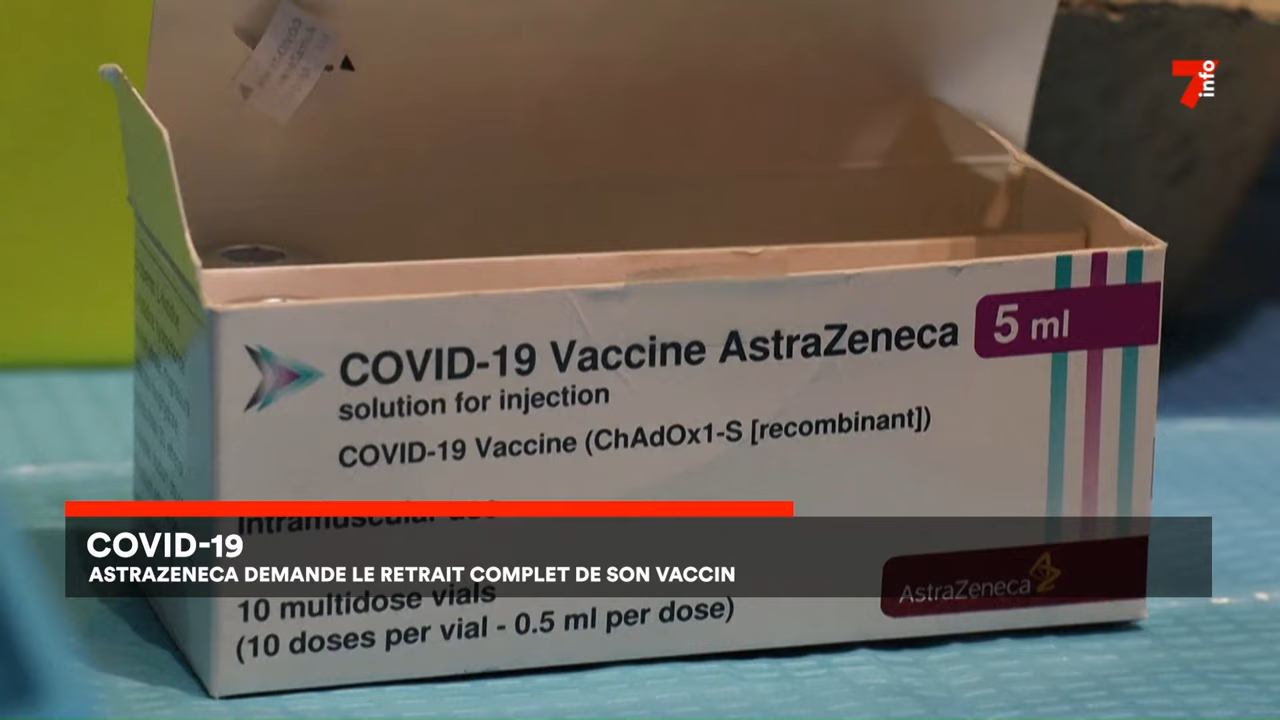 7 info
COVID-19 Vaccine AstraZeneca
5 ml
solution for injection
COVID-19 Vaccine (ChAdOx1-S [recombinant])
Intramuscular use
COVID-19
ASTRAZENECA DEMANDE LE RETRAIT COMPLET DE SON VACCIN
AstraZeneca
10 multidose vials
(10 doses per vial - 0.5 ml per dose)